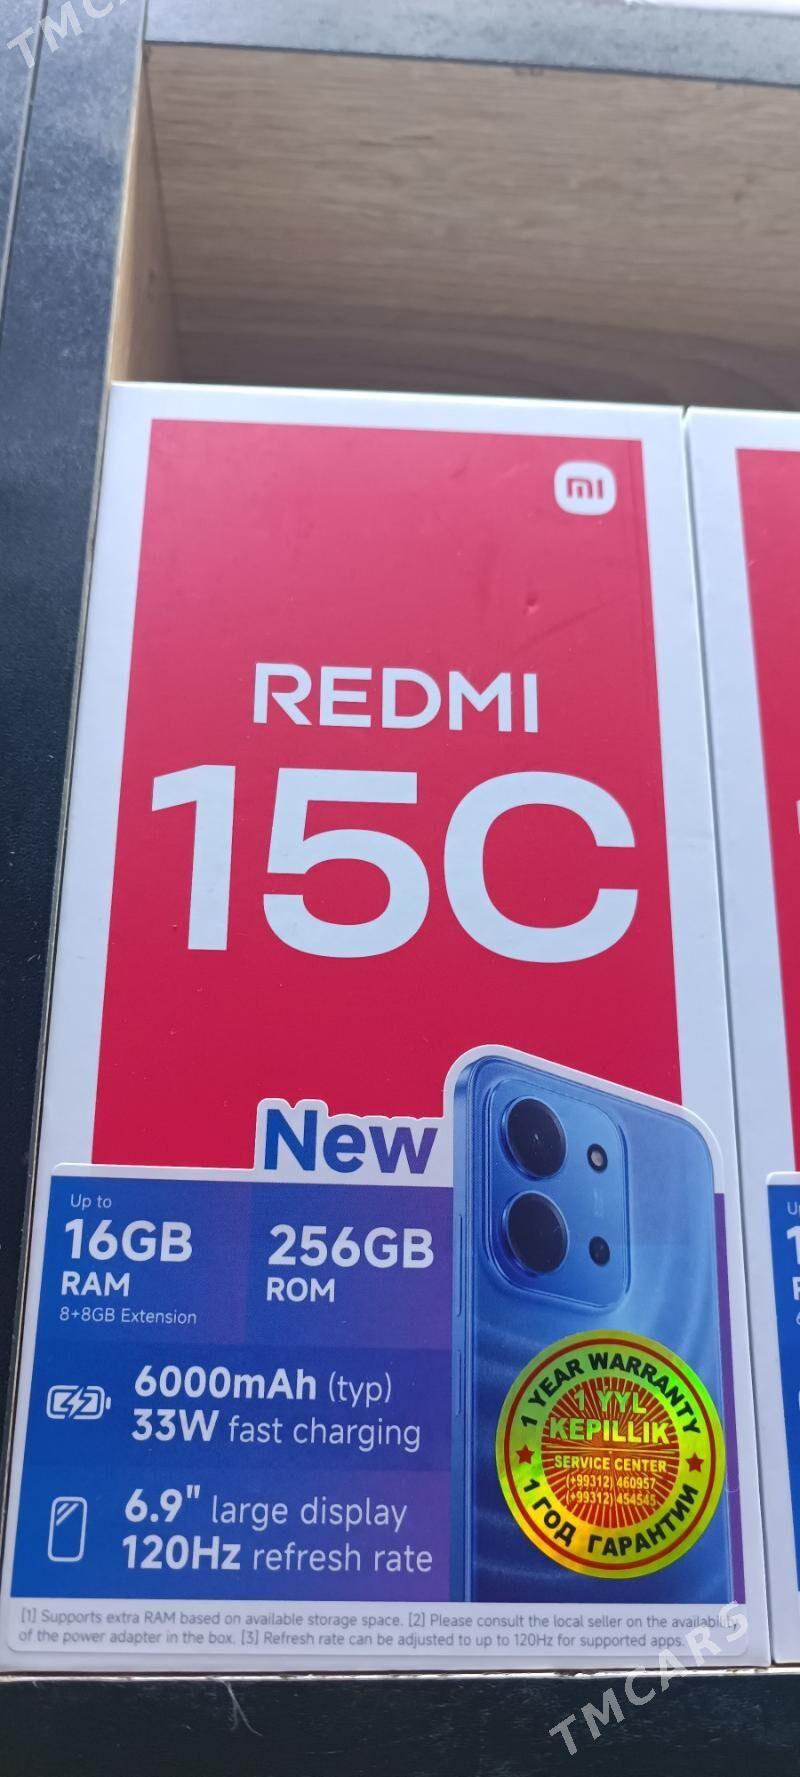 TMCA
mi
REDMI
15C
New
Up to
16GB
RAM
8+8GB Extension
256GB
ROM
6000mAh (typ)
33W fast charging
6.9" large display
120Hz refresh rate
1 YEAR WARRANTY
1 YYL
KEPILLIK
SERVICE CENTER
(+99312) 460957
(+99312) 454545
1 ГОД ГАРАНТИИ
[1] Supports extra RAM based on available storage space. [2] Please consult the local seller on the availability
of the power adapter in the box. [3] Refresh rate can be adjusted to up to 120Hz for supported apps.
TMCARS